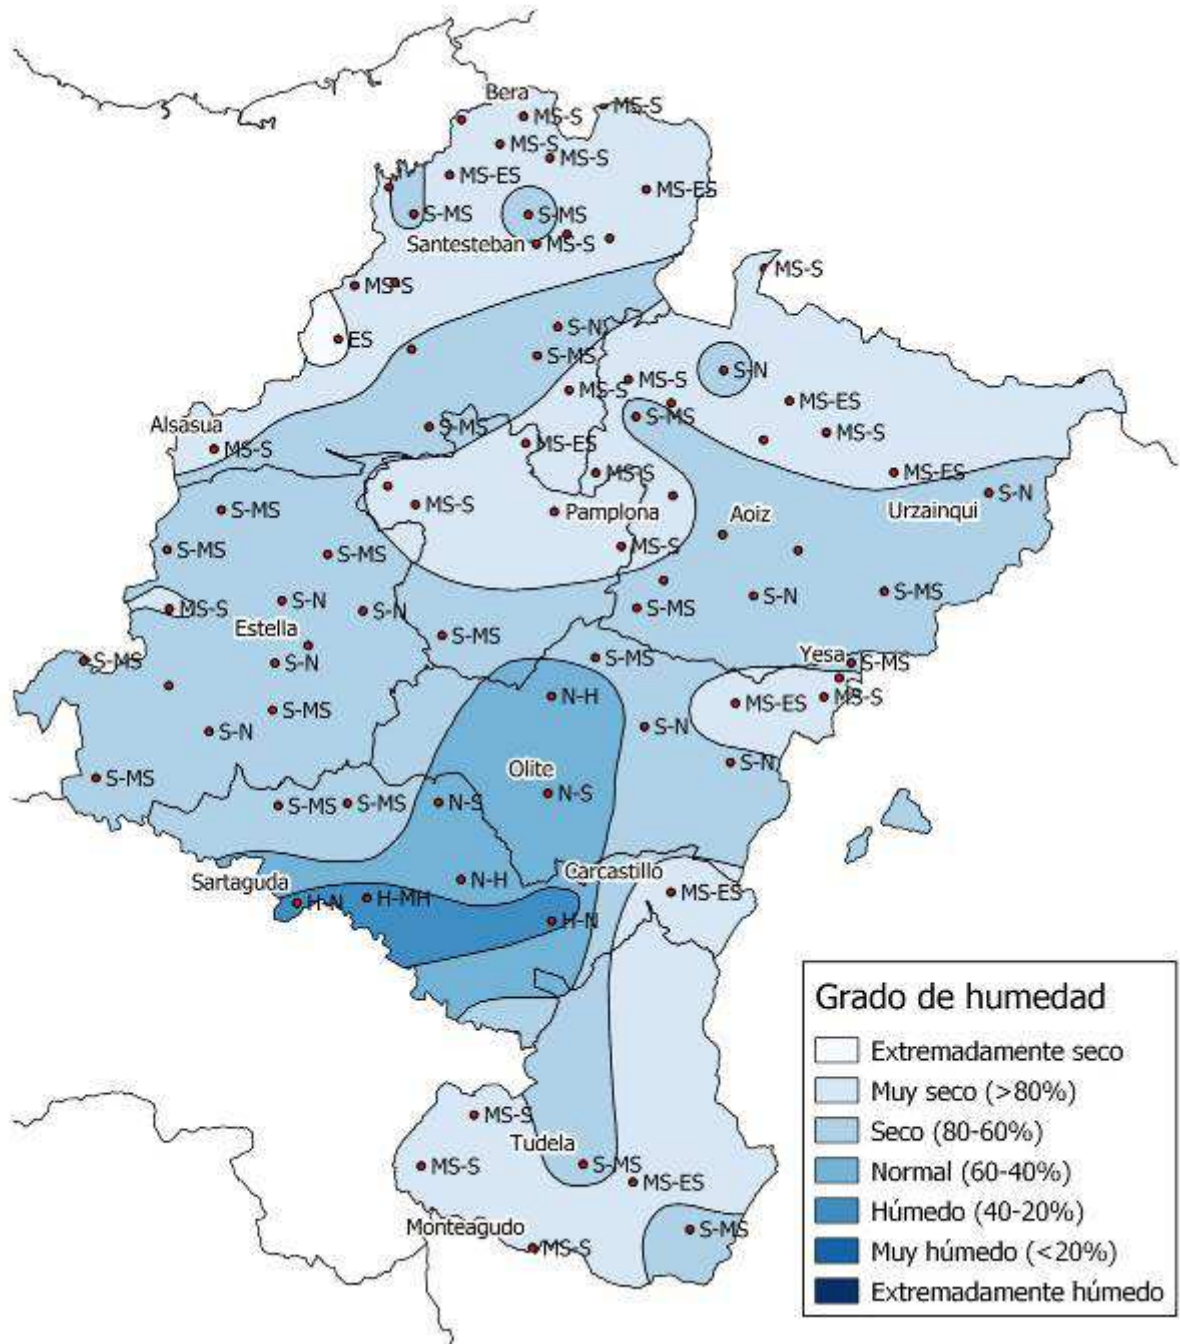 Bera
MS-S
MS-S
MS-S
MS-S
MS-ES
MS-ES
S-MS
S-MS
Santesteban
MS-S
MS-S
MS-S
ES
S-N
S-MS
S-N
MS-S
MS-S
MS-ES
S-MS
Alsasua
S-MS
MS-S
MS-ES
MS-S
MS-S
MS-ES
S-N
MS-S
S-MS
Pamplona
Aoiz
Urzainqui
S-MS
S-MS
MS-S
S-MS
S-N
S-N
MS-S
S-N
S-MS
Estella
S-MS
S-MS
S-MS
S-N
S-MS
Yesa
S-MS
N-H
MS-ES
MS-S
S-MS
S-N
S-N
S-MS
Olite
S-N
S-MS
S-MS
N-S
N-S
Sartaguda
N-H
Carcastillo
H-N
H-MH
H-N
MS-ES
Grado de humedad
Extremadamente seco
Muy seco (>80%)
Seco (80-60%)
Normal (60-40%)
Húmedo (40-20%)
Muy húmedo (<20%)
Extremadamente húmedo
MS-S
Tudela
MS-S
S-MS
MS-ES
Monteagudo
MS-S
S-MS